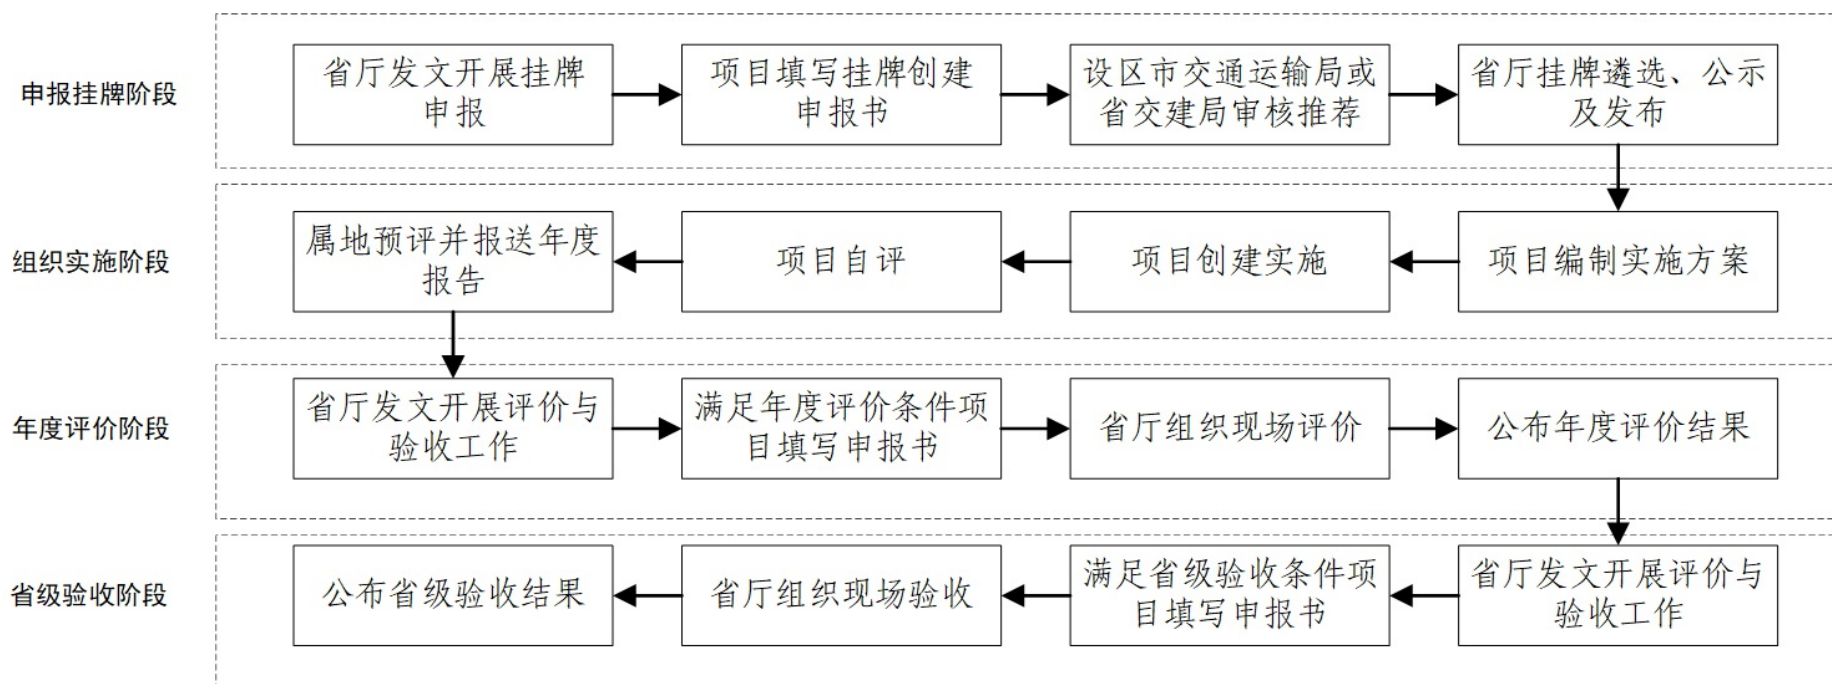 申报挂牌阶段
省厅发文开展挂牌
申报
项目填写挂牌创建
申报书
设区市交通运输局或
省交建局审核推荐
省厅挂牌遴选、公示
及发布
组织实施阶段
属地预评并报送年度
报告
项目自评
项目创建实施
项目编制实施方案
年度评价阶段
省厅发文开展评价与
验收工作
满足年度评价条件项
目填写申报书
省厅组织现场评价
公布年度评价结果
省级验收阶段
公布省级验收结果
省厅组织现场验收
满足省级验收条件项
目填写申报书
省厅发文开展评价与
验收工作